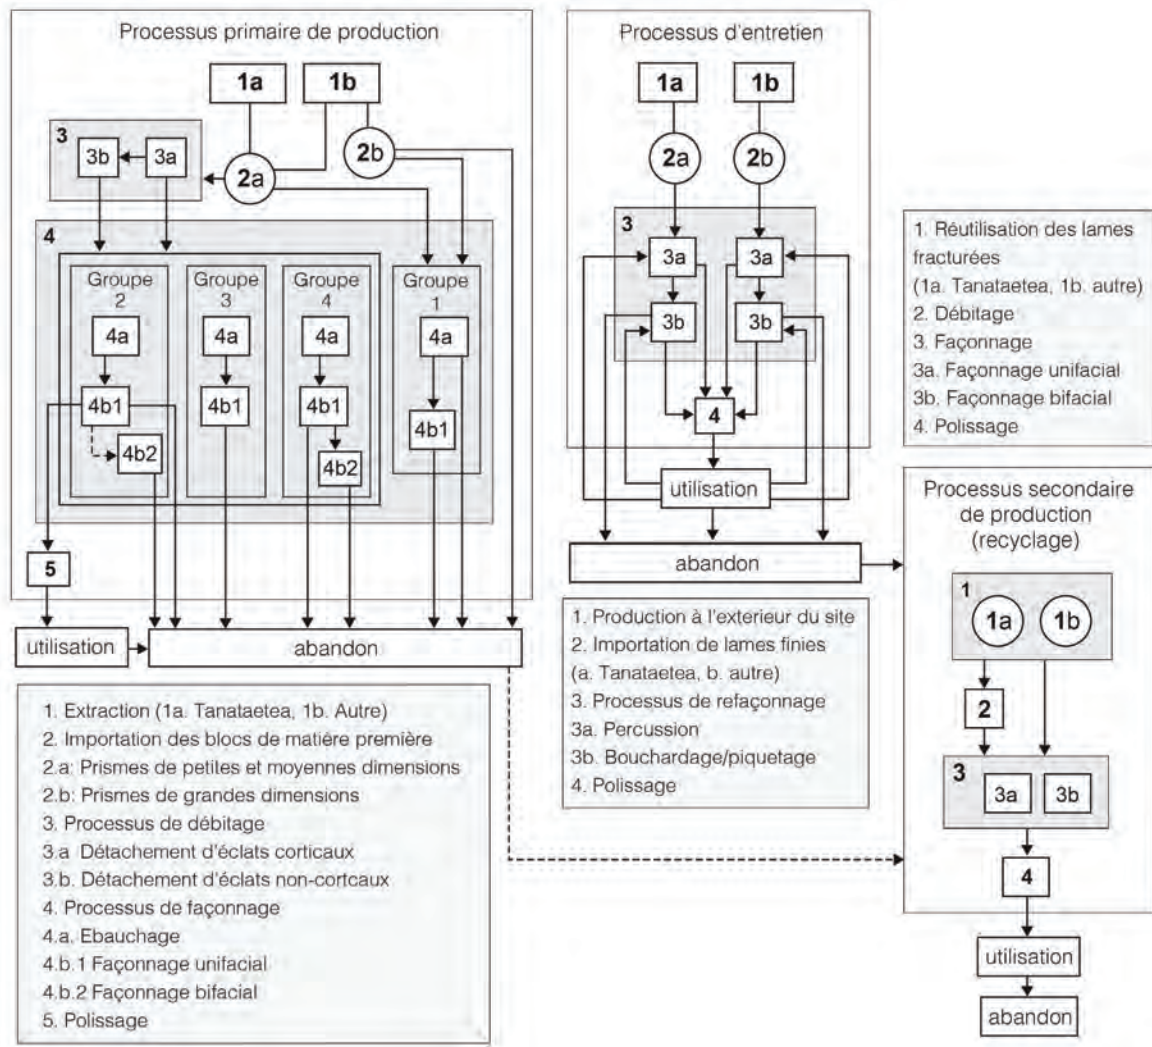 Processus primaire de production
1a
1b
3
3b
3a
2a
2b
4
Groupe
2
Groupe
3
Groupe
4
Groupe
1
4a
4a
4a
4a
4b1
4b1
4b1
4b1
4b2
4b2
5
utilisation
abandon
1. Extraction (1a. Tanataetea, 1b. Autre)
2. Importation des blocs de matière première
2.a: Prismes de petites et moyennes dimensions
2.b: Prismes de grandes dimensions
3. Processus de débitage
3.a Détachement d'éclats corticaux
3.b. Détachement d'éclats non-cortcaux
4. Processus de façonnage
4.a. Ebauchage
4.b.1 Façonnage unifacial
4.b.2 Façonnage bifacial
5. Polissage
Processus d'entretien
1a
1b
2a
2b
3
3a
3a
3b
3b
4
utilisation
abandon
1. Production à l'exterieur du site
2. Importation de lames finies
(a. Tanataetea, b. autre)
3. Processus de refaçonnage
3a. Percussion
3b. Bouchardage/piquetage
4. Polissage
1. Réutilisation des lames
fracturées
(1a. Tanataetea, 1b. autre)
2. Débitage
3. Façonnage
3a. Façonnage unifacial
3b. Façonnage bifacial
4. Polissage
Processus secondaire
de production
(recyclage)
1
1a
1b
2
3
3a
3b
4
utilisation
abandon